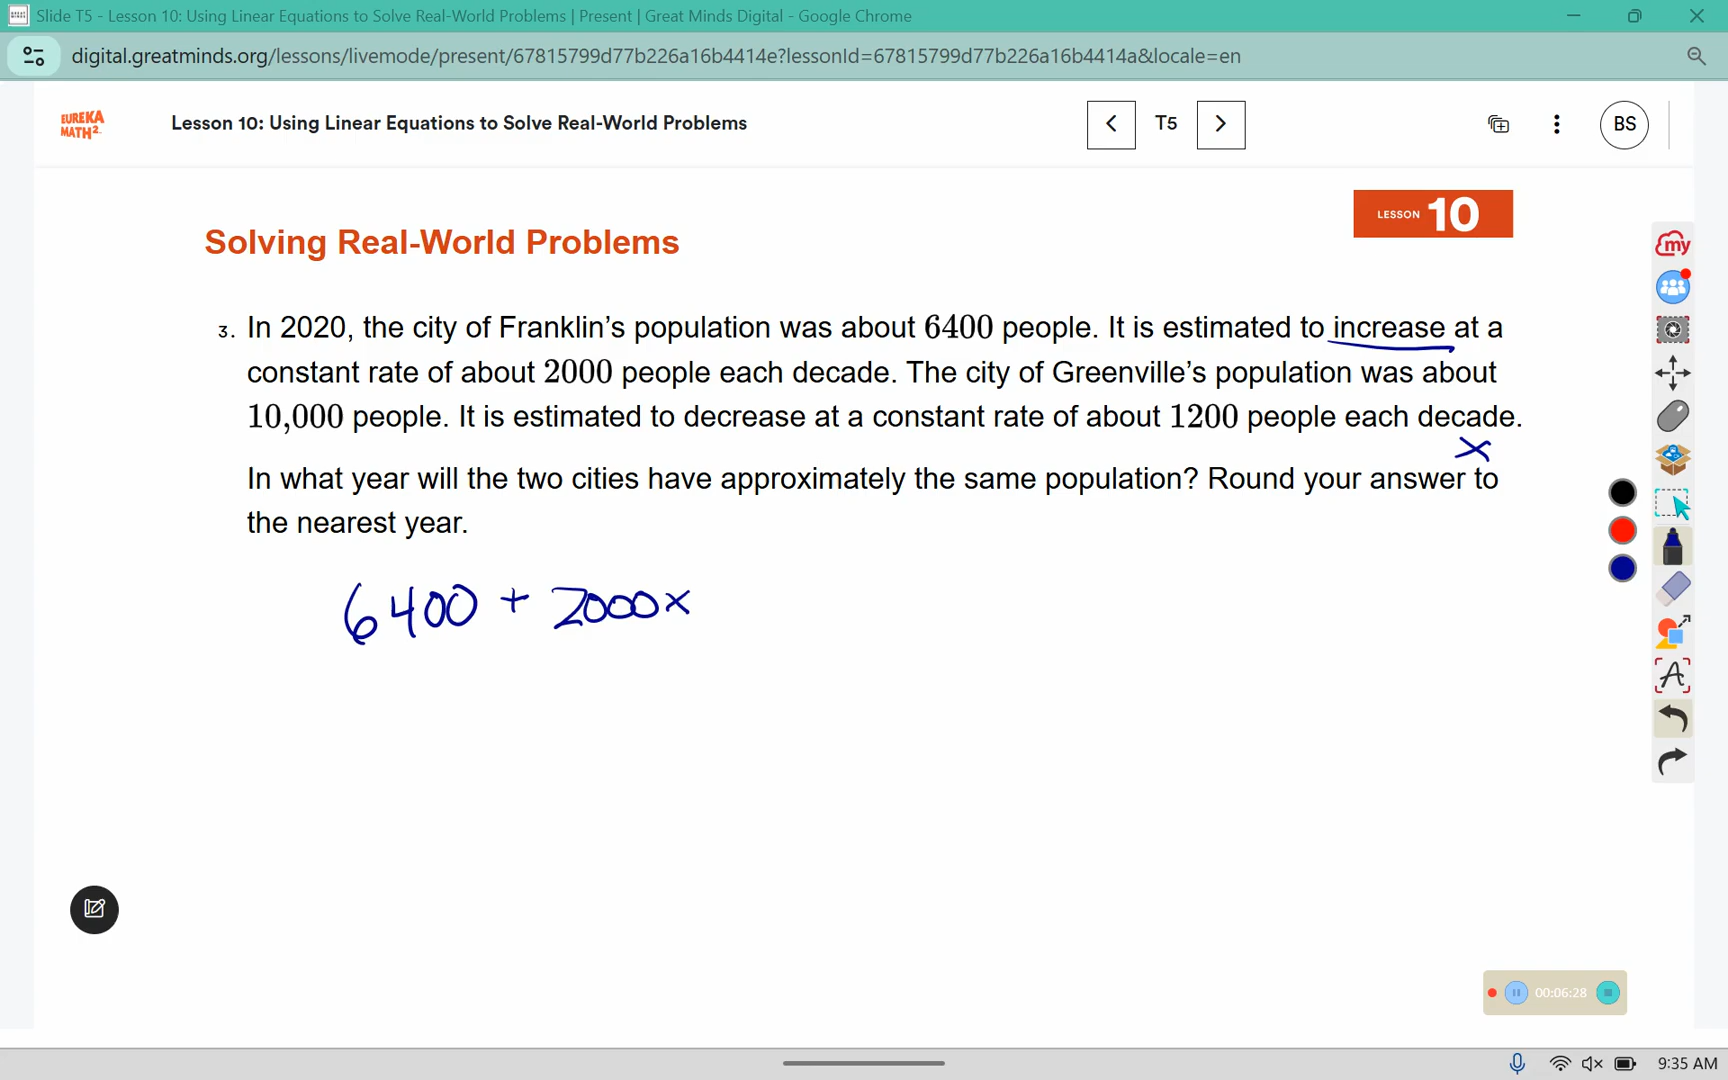 Slide T5 - Lesson 10: Using Linear Equations to Solve Real-World Problems | Present | Great Minds Digital - Google Chrome
digital.greatminds.org/lessons/livemode/present/67815799d77b226a16b4414e?lessonId=67815799d77b226a16b4414a&locale=en
EUREKA MATH²
Lesson 10: Using Linear Equations to Solve Real-World Problems
T5
BS
LESSON 10
Solving Real-World Problems
my
3. In 2020, the city of Franklin’s population was about 6400 people. It is estimated to increase at a
constant rate of about 2000 people each decade. The city of Greenville’s population was about
10,000 people. It is estimated to decrease at a constant rate of about 1200 people each decade.
x
In what year will the two cities have approximately the same population? Round your answer to
the nearest year.
6400 + 2000x
A
00:06:28
9:35 AM